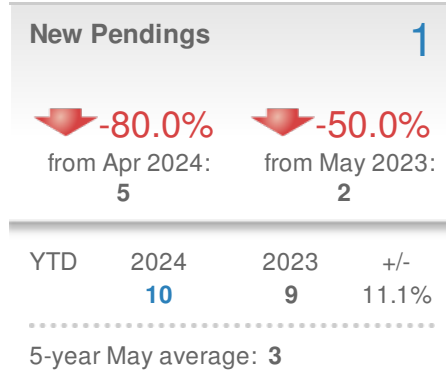 New Pendings 1
-80.0% -50.0%
from Apr 2024: from May 2023:
5 2
YTD 2024 2023 +/-
10 9 11.1%
5-year May average: 3